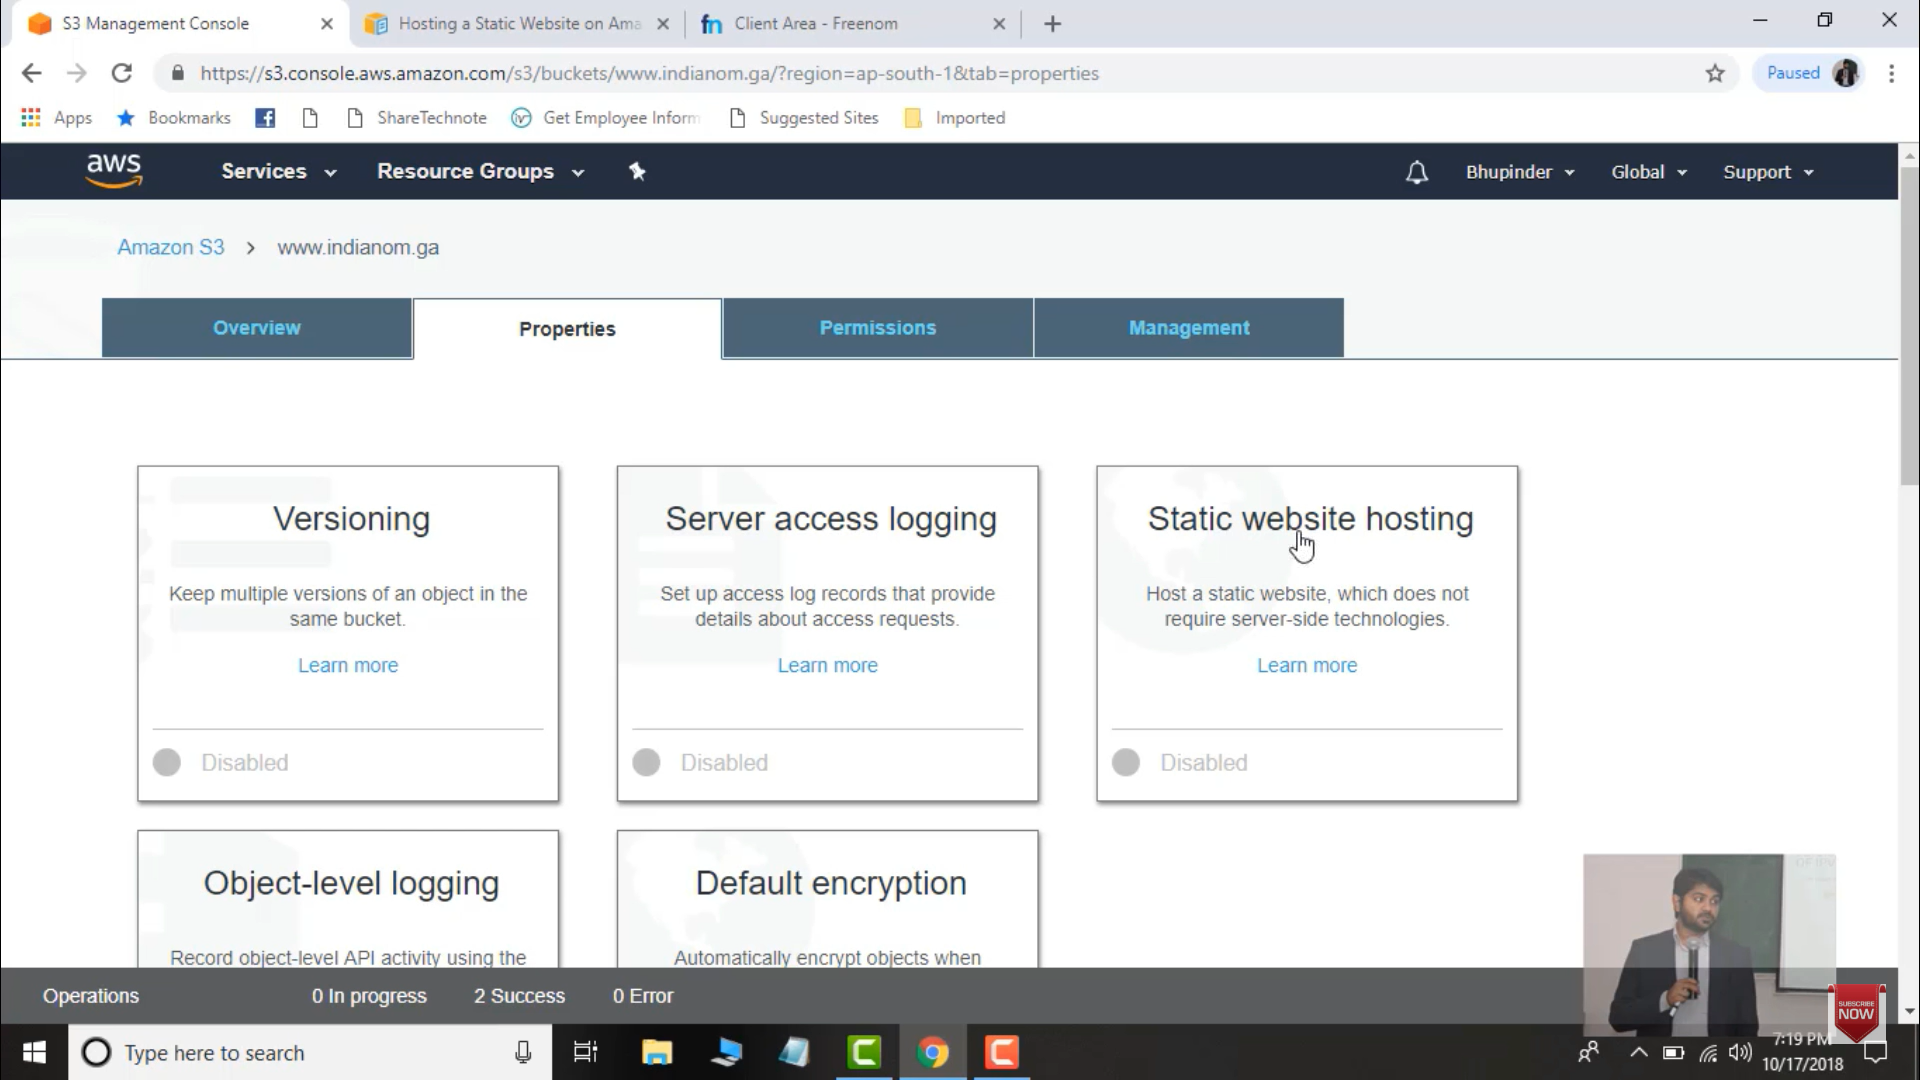 S3 Management Console
Hosting a Static Website on Ama
fn Client Area - Freenom
https://s3.console.aws.amazon.com/s3/buckets/www.indianom.ga/?region=ap-south-1&tab=properties
Paused
Apps Bookmarks ShareTechnote Get Employee Inform Suggested Sites Imported
aws Services Resource Groups Bhupinder Global Support
Amazon S3 > www.indianom.ga
Overview Properties Permissions Management
Versioning
Keep multiple versions of an object in the
same bucket.
Learn more
Disabled
Server access logging
Set up access log records that provide
details about access requests.
Learn more
Disabled
Static website hosting
Host a static website, which does not
require server-side technologies.
Learn more
Disabled
Object-level logging
Record object-level API activity using the
Default encryption
Automatically encrypt objects when
Operations 0 In progress 2 Success 0 Error
SUBSCRIBE
NOW
Type here to search
7:19 PM
10/17/2018